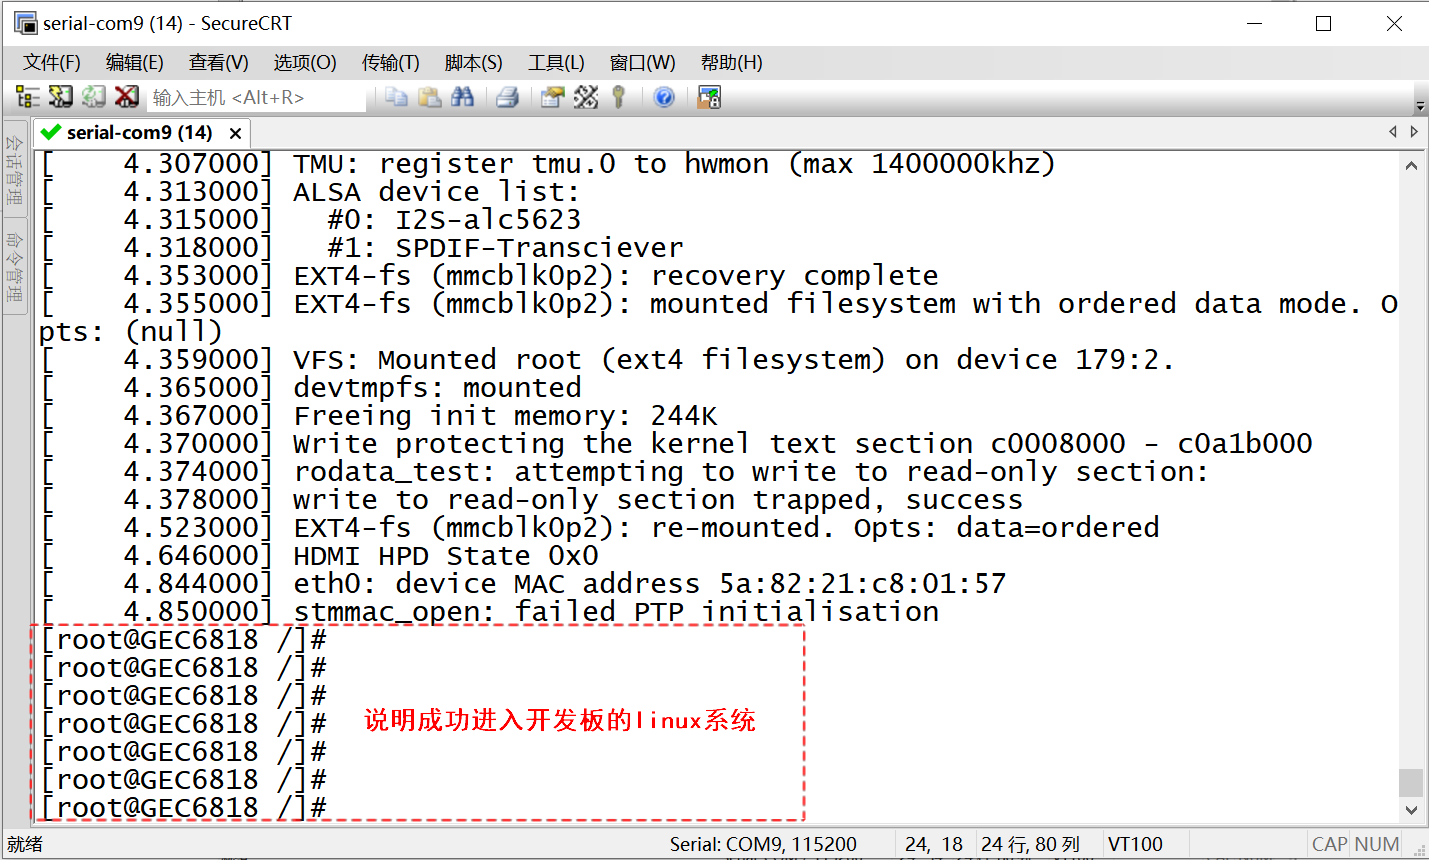 serial-com9 (14) - SecureCRT
文件(F) 编辑(E) 查看(V) 选项(O) 传输(T) 脚本(S) 工具(L) 窗口(W) 帮助(H)
输入主机 <Alt+R>
serial-com9 (14)
会话管理
命令管理
[    4.307000] TMU: register tmu.0 to hwmon (max 1400000khz)
[    4.313000] ALSA device list:
[    4.315000]   #0: I2S-alc5623
[    4.318000]   #1: SPDIF-Transciever
[    4.353000] EXT4-fs (mmcblk0p2): recovery complete
[    4.355000] EXT4-fs (mmcblk0p2): mounted filesystem with ordered data mode. O
pts: (null)
[    4.359000] VFS: Mounted root (ext4 filesystem) on device 179:2.
[    4.365000] devtmpfs: mounted
[    4.367000] Freeing init memory: 244K
[    4.370000] Write protecting the kernel text section c0008000 - c0a1b000
[    4.374000] rodata_test: attempting to write to read-only section:
[    4.378000] write to read-only section trapped, success
[    4.523000] EXT4-fs (mmcblk0p2): re-mounted. Opts: data=ordered
[    4.646000] HDMI HPD State 0x0
[    4.844000] eth0: device MAC address 5a:82:21:c8:01:57
[    4.850000] stmmac_open: failed PTP initialisation
[root@GEC6818 /]#
[root@GEC6818 /]#
[root@GEC6818 /]#
[root@GEC6818 /]#
说明成功进入开发板的linux系统
[root@GEC6818 /]#
[root@GEC6818 /]#
[root@GEC6818 /]#
就绪 Serial: COM9, 115200 24, 18 24 行, 80 列 VT100 CAP NUM